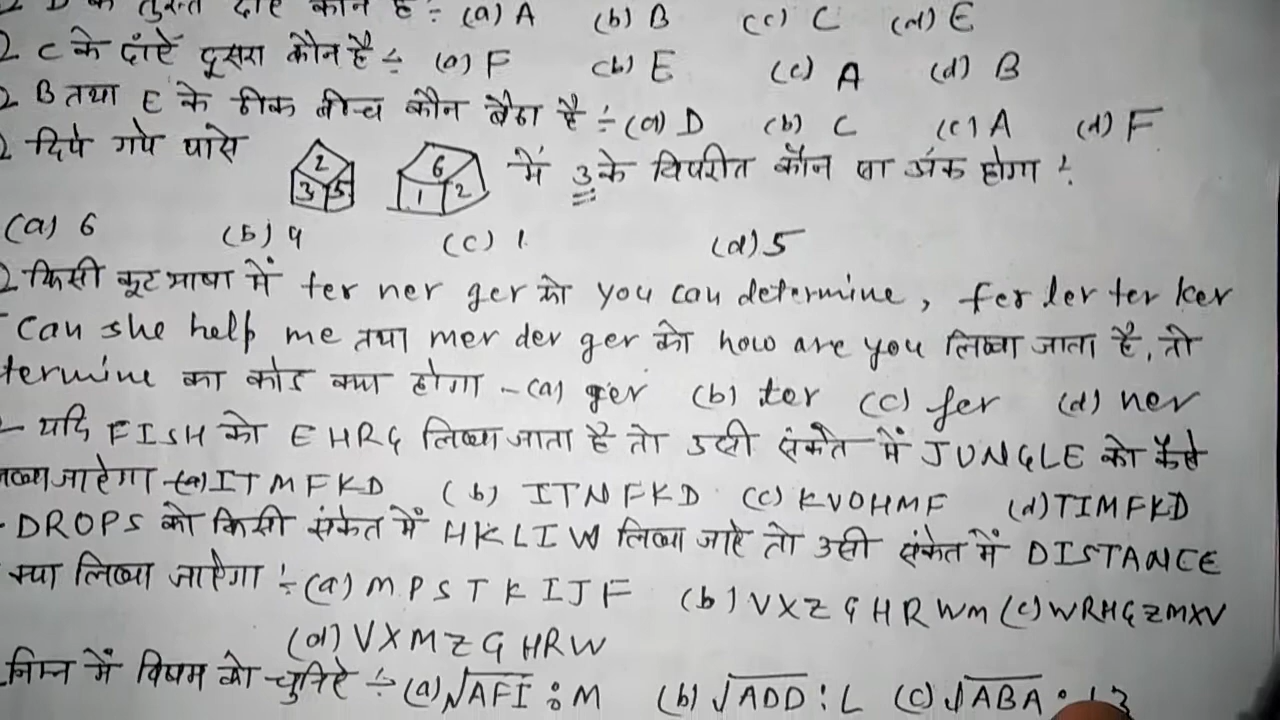 D के तुरन्त दाएं कौन है ÷ (a) A (b) B (c) C (d) E
2 C के दांऐं दूसरा कौन है ÷ (a) F (b) E (c) A (d) B
2 B तथा E के ठीक बीच कौन बैठा है ÷ (a) D (b) C (c) A (d) F
2 दिये गये पासे 2 3 5 6 1 2 में 3 के विपरीत कौन सा अंक होगा ÷
(a) 6 (b) 4 (c) 1 (d) 5
2 किसी कूट भाषा में ter ner ger को you can determine, fer ler ter ker
can she help me तथा mer der ger को how are you लिखा जाता है, तो
termine का कोड क्या होगा - (a) ger (b) ter (c) fer (d) ner
- यदि FISH को EHRG लिखा जाता है तो उसी संकेत में JUNGLE को कैसे
लिखा जाऐगा - (a) ITMFKD (b) ITNFKD (c) KVOHMF (d) TIMFKD
- DROPS को किसी संकेत में HKLIW लिखा जाऐ तो उसी संकेत में DISTANCE
क्या लिखा जाऐगा ÷ (a) MPSTKIJF (b) VXZGHRWM (c) WRHGZMXV
(d) VXMZGHRW
निम्न में विषम को चुनिऐ ÷ (a) √AFI : M (b) √ADD : L (c) √ABA